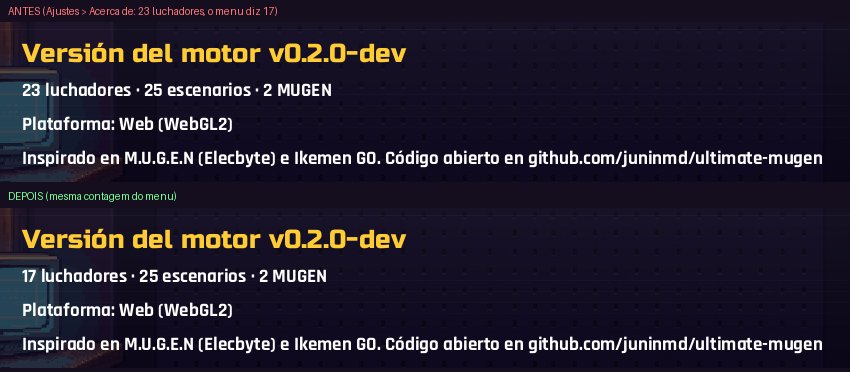 ANTES (Ajustes > Acerca de: 23 luchadores, o menu diz 17)
Versión del motor v0.2.0-dev
23 luchadores · 25 escenarios · 2 MUGEN
Plataforma: Web (WebGL2)
Inspirado en M.U.G.E.N (Elecbyte) e Ikemen GO. Código abierto en github.com/juninmd/ultimate-mugen
DEPOIS (mesma contagem do menu)
Versión del motor v0.2.0-dev
17 luchadores · 25 escenarios · 2 MUGEN
Plataforma: Web (WebGL2)
Inspirado en M.U.G.E.N (Elecbyte) e Ikemen GO. Código abierto en github.com/juninmd/ultimate-mugen